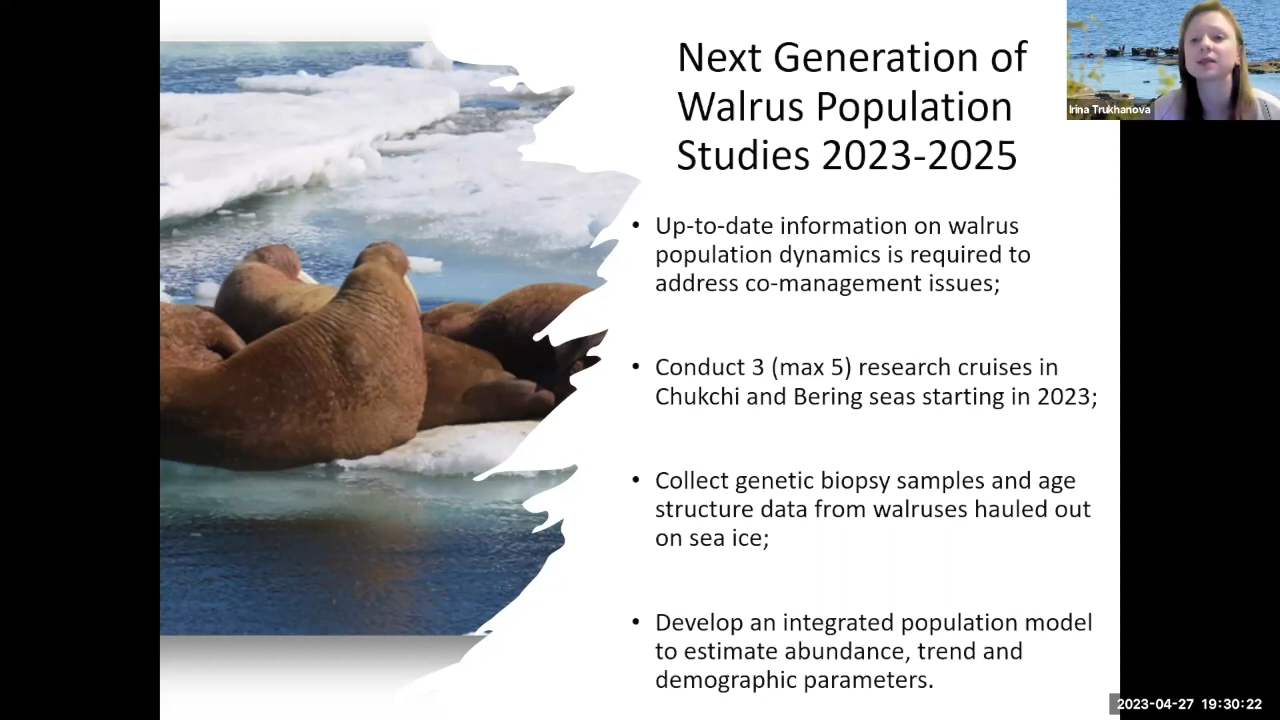 Next Generation of
Walrus Population
Studies 2023-2025
Irina Trukhanova
• Up-to-date information on walrus
population dynamics is required to
address co-management issues;
• Conduct 3 (max 5) research cruises in
Chukchi and Bering seas starting in 2023;
• Collect genetic biopsy samples and age
structure data from walruses hauled out
on sea ice;
• Develop an integrated population model
to estimate abundance, trend and
demographic parameters.
2023-04-27 19:30:22